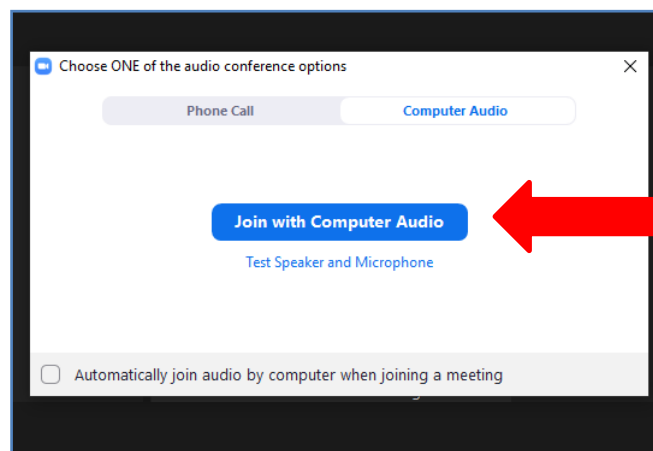 Choose ONE of the audio conference options
Phone Call
Computer Audio
Join with Computer Audio
Test Speaker and Microphone
Automatically join audio by computer when joining a meeting